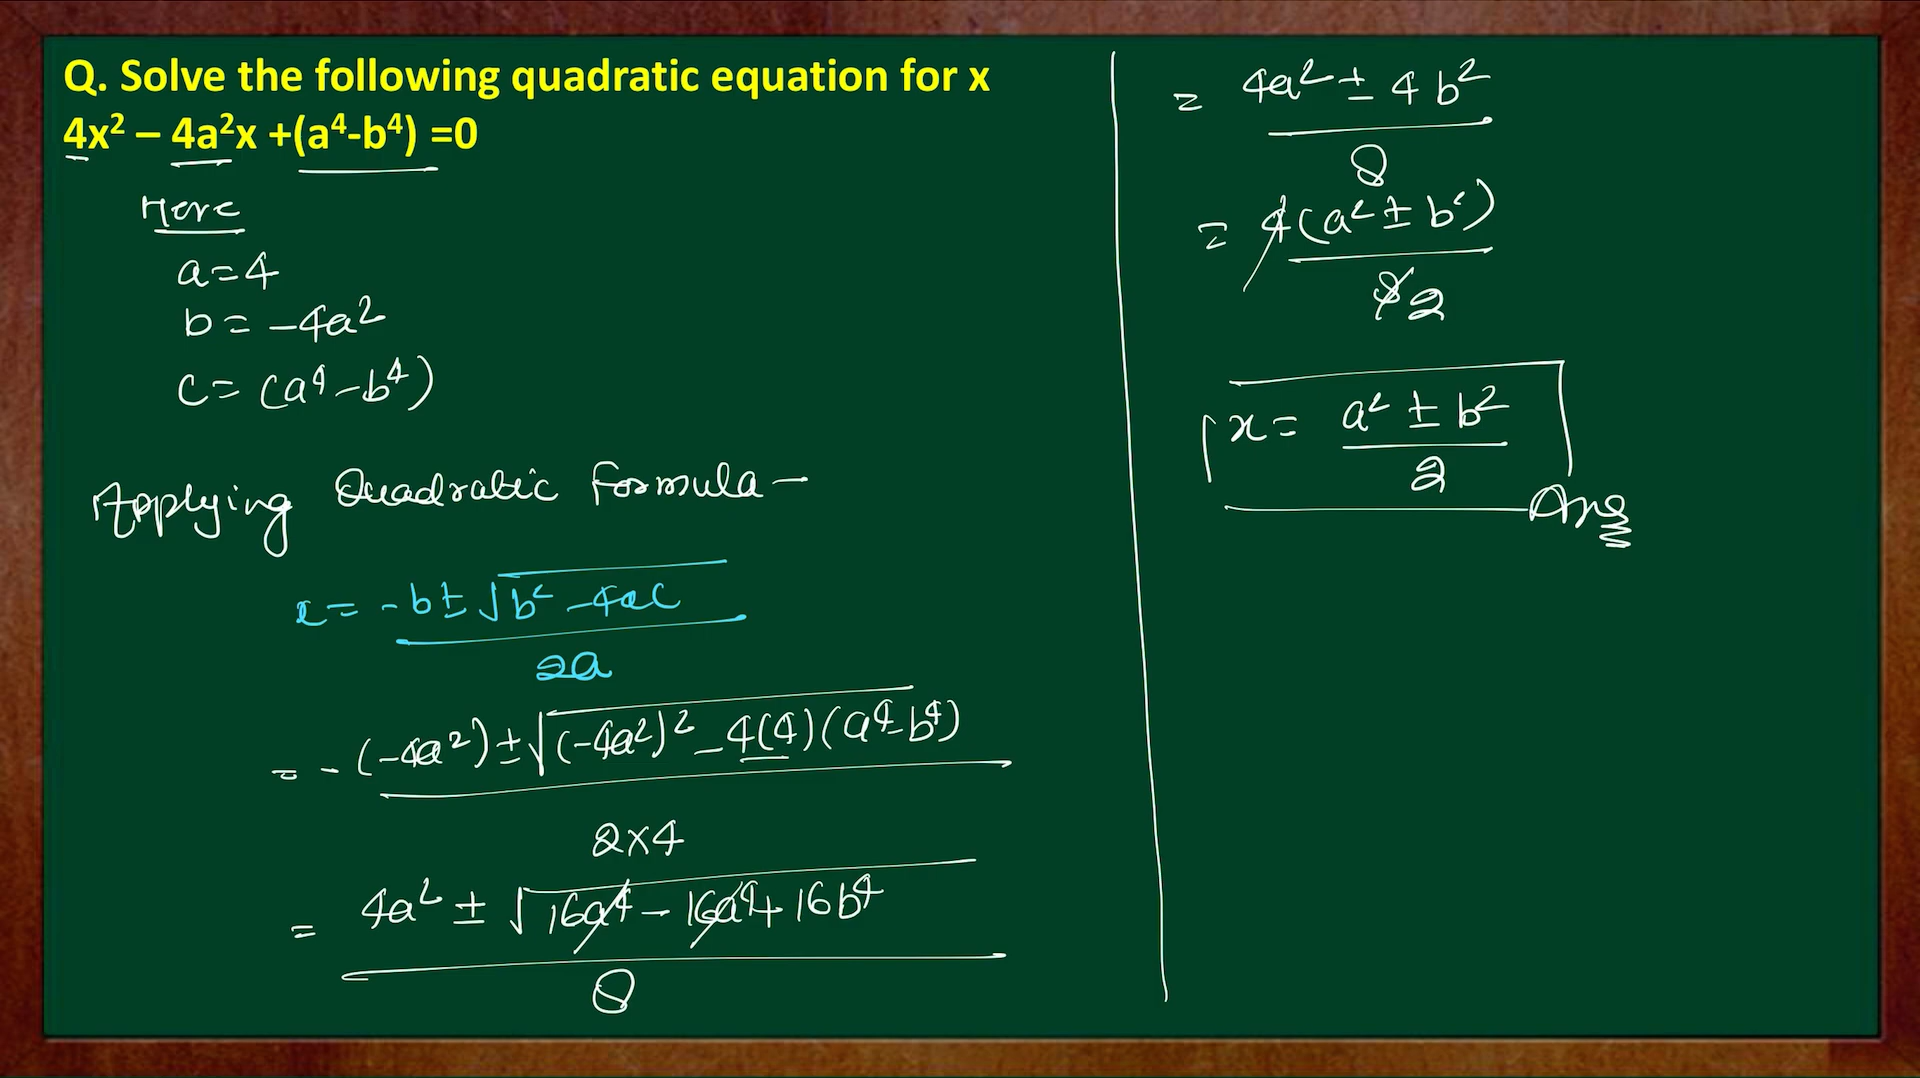 Q. Solve the following quadratic equation for x
4x² – 4a²x +(a⁴-b⁴) =0
Here
a=4
b= -4a²
c= (a⁴-b⁴)
Applying Quadratic Formula-
x= -b±√b²-4ac
2a
= -(-4a²)±√(-4a²)²-4(4)(a⁴-b⁴)
2x4
= 4a² ± √16a⁴ - 16a⁴+ 16b⁴
8
= 4a² ± 4b²
8
= 4(a² ± b²)
8 2
x= a² ± b²
2
Ans